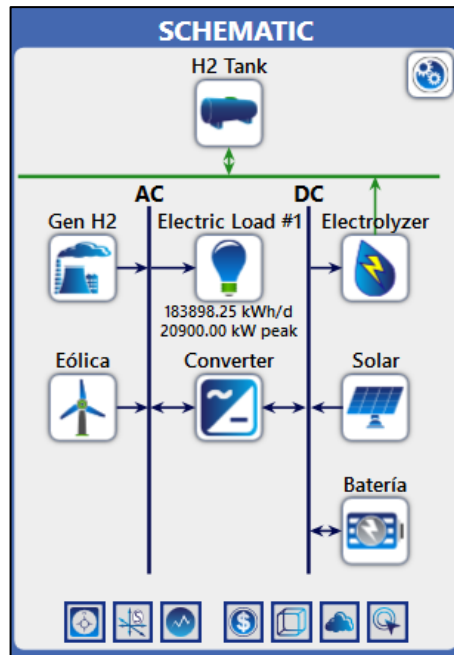 SCHEMATIC
H2 Tank
AC DC
Gen H2 Electric Load #1 Electrolyzer
183898.25 kWh/d
20900.00 kW peak
Eólica Converter Solar
Batería